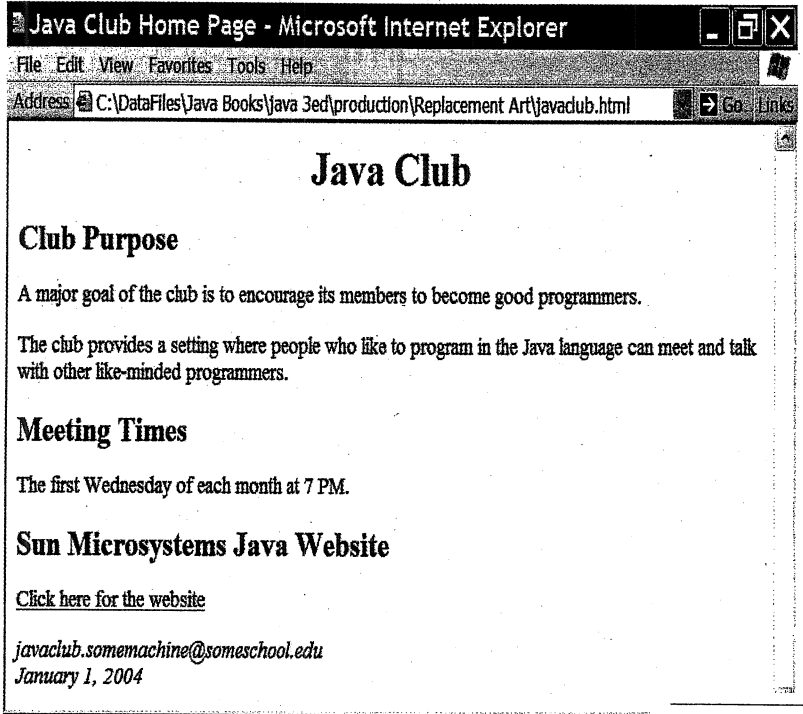 Java Club Home Page - Microsoft Internet Explorer
File Edit View Favorites Tools Help
Address C:\DataFiles\Java Books\java 3ed\production\Replacement Art\javaclub.html Go Links
Java Club
Club Purpose
A major goal of the club is to encourage its members to become good programmers.
The club provides a setting where people who like to program in the Java language can meet and talk
with other like-minded programmers.
Meeting Times
The first Wednesday of each month at 7 PM.
Sun Microsystems Java Website
Click here for the website
javaclub.somemachine@someschool.edu
January 1, 2004